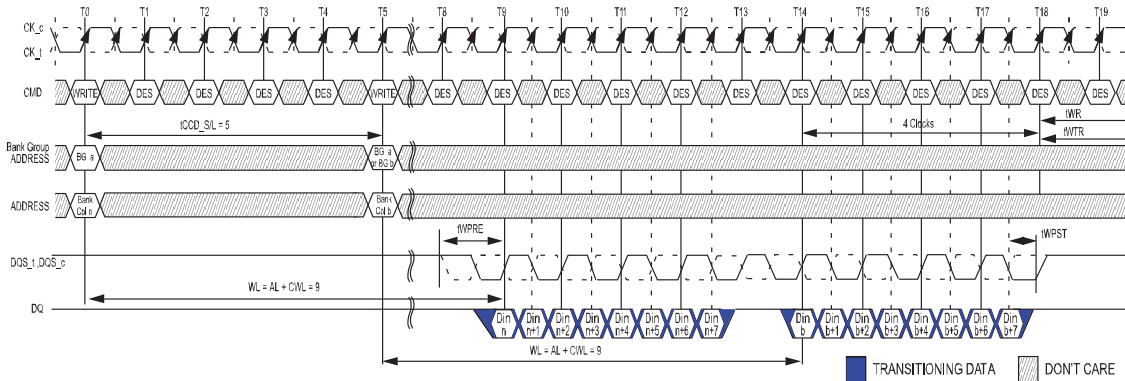 T0 T1 T2 T3 T4 T5 T8 T9 T10 T11 T12 T13 T14 T15 T16 T17 T18 T19
CK_c
CK_t
CMD WRITE DES DES DES DES WRITE DES DES DES DES DES DES DES DES DES DES DES DES
tCCD_S/L = 5
4 Clocks
tWR
tWTR
Bank Group
ADDRESS
BG a
BG a
or BG b
ADDRESS
Bank
Col n
Bank
Col b
tWPRE
tWPST
DQS_t,DQS_c
WL = AL + CWL = 9
DQ
Din Din Din Din Din Din Din Din Din Din Din Din Din Din Din Din
n n+1 n+2 n+3 n+4 n+5 n+6 n+7 b b+1 b+2 b+3 b+4 b+5 b+6 b+7
WL = AL + CWL = 9
TRANSITIONING DATA
DON'T CARE